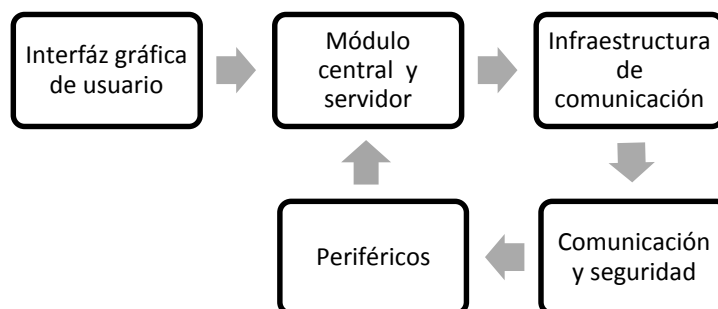 Interfáz gráfica
de usuario
Módulo
central y
servidor
Infraestructura
de
comunicación
Periféricos
Comunicación
y seguridad